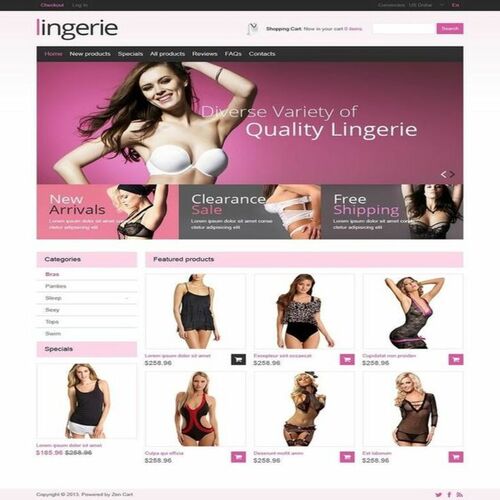 Checkout Log In
Currencies: US Dollar
En
lingerie
Shopping Cart: Now in your cart 0 items
Search
Home New products Specials All products Reviews FAQs Contacts
Diverse Variety of
Quality Lingerie
New
Arrivals
Lorem ipsum dolor sit amet conse
ctetur adipisicing elit
Clearance
Sale
Lorem ipsum dolor sit amet conse
ctetur adipisicing elit
Free
Shipping
Lorem ipsum dolor sit amet conse
ctetur adipisicing elit
Categories
Bras
Panties
Sleep
Sexy
Tops
Swim
Specials
Lorem ipsum dolor sit amet
$185.96 $258.96
Featured products
Lorem ipsum dolor sit amet
$258.96
Excepteur sint occaecat
$258.96
Cupidatat non proiden
$258.96
Culpa qui officia
$258.96
Deserunt mollit anim
$258.96
Est laborum
$258.96
Copyright © 2013. Powered by Zen Cart